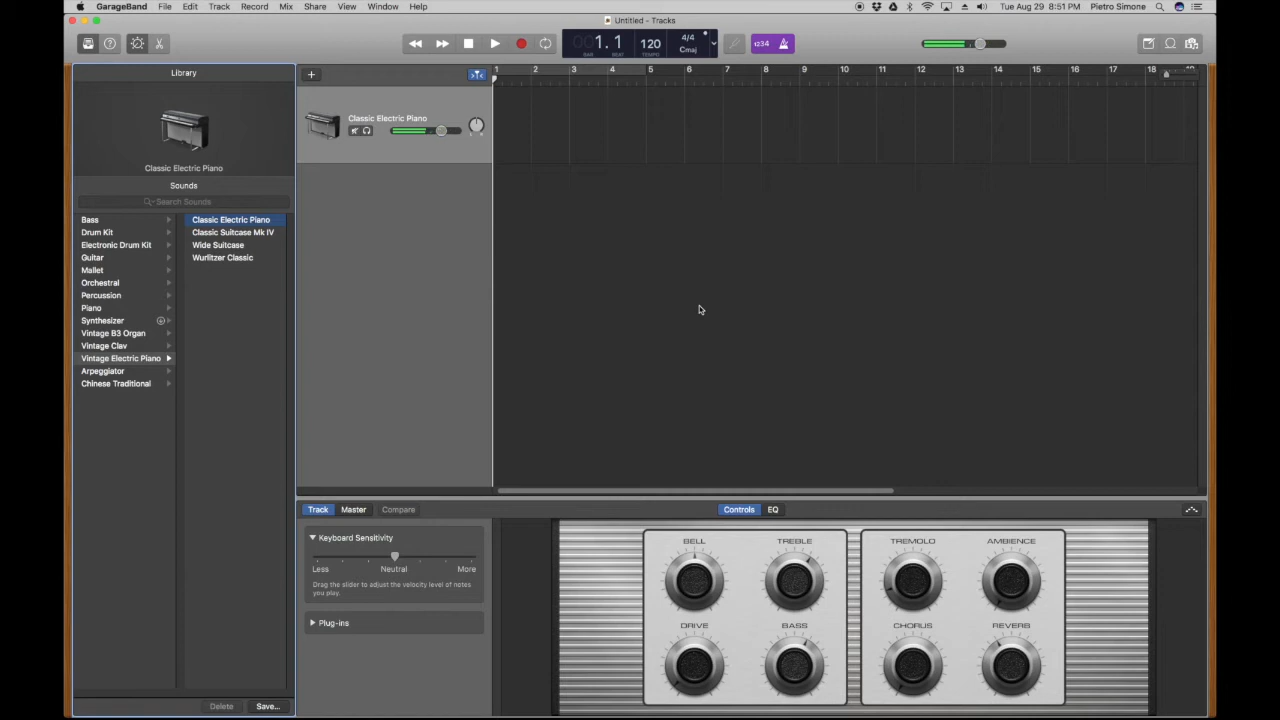 GarageBand File Edit Track Record Mix Share View Window Help Tue Aug 29 8:51 PM Pietro Simone
Untitled - Tracks
001.1 120 4/4
BAR BEAT TEMPO Cmaj
1234
Library
1 2 3 4 5 6 7 8 9 10 11 12 13 14 15 16 17 18
Classic Electric Piano
L R
Classic Electric Piano
Sounds
Search Sounds
Bass Classic Electric Piano
Drum Kit Classic Suitcase Mk IV
Electronic Drum Kit Wide Suitcase
Guitar Wurlitzer Classic
Mallet
Orchestral
Percussion
Piano
Synthesizer
Vintage B3 Organ
Vintage Clav
Vintage Electric Piano
Arpeggiator
Chinese Traditional
Delete Save...
Track Master Compare Controls EQ
Keyboard Sensitivity
Less Neutral More
Drag the slider to adjust the velocity level of notes
you play.
Plug-ins
BELL TREBLE TREMOLO AMBIENCE
DRIVE BASS CHORUS REVERB